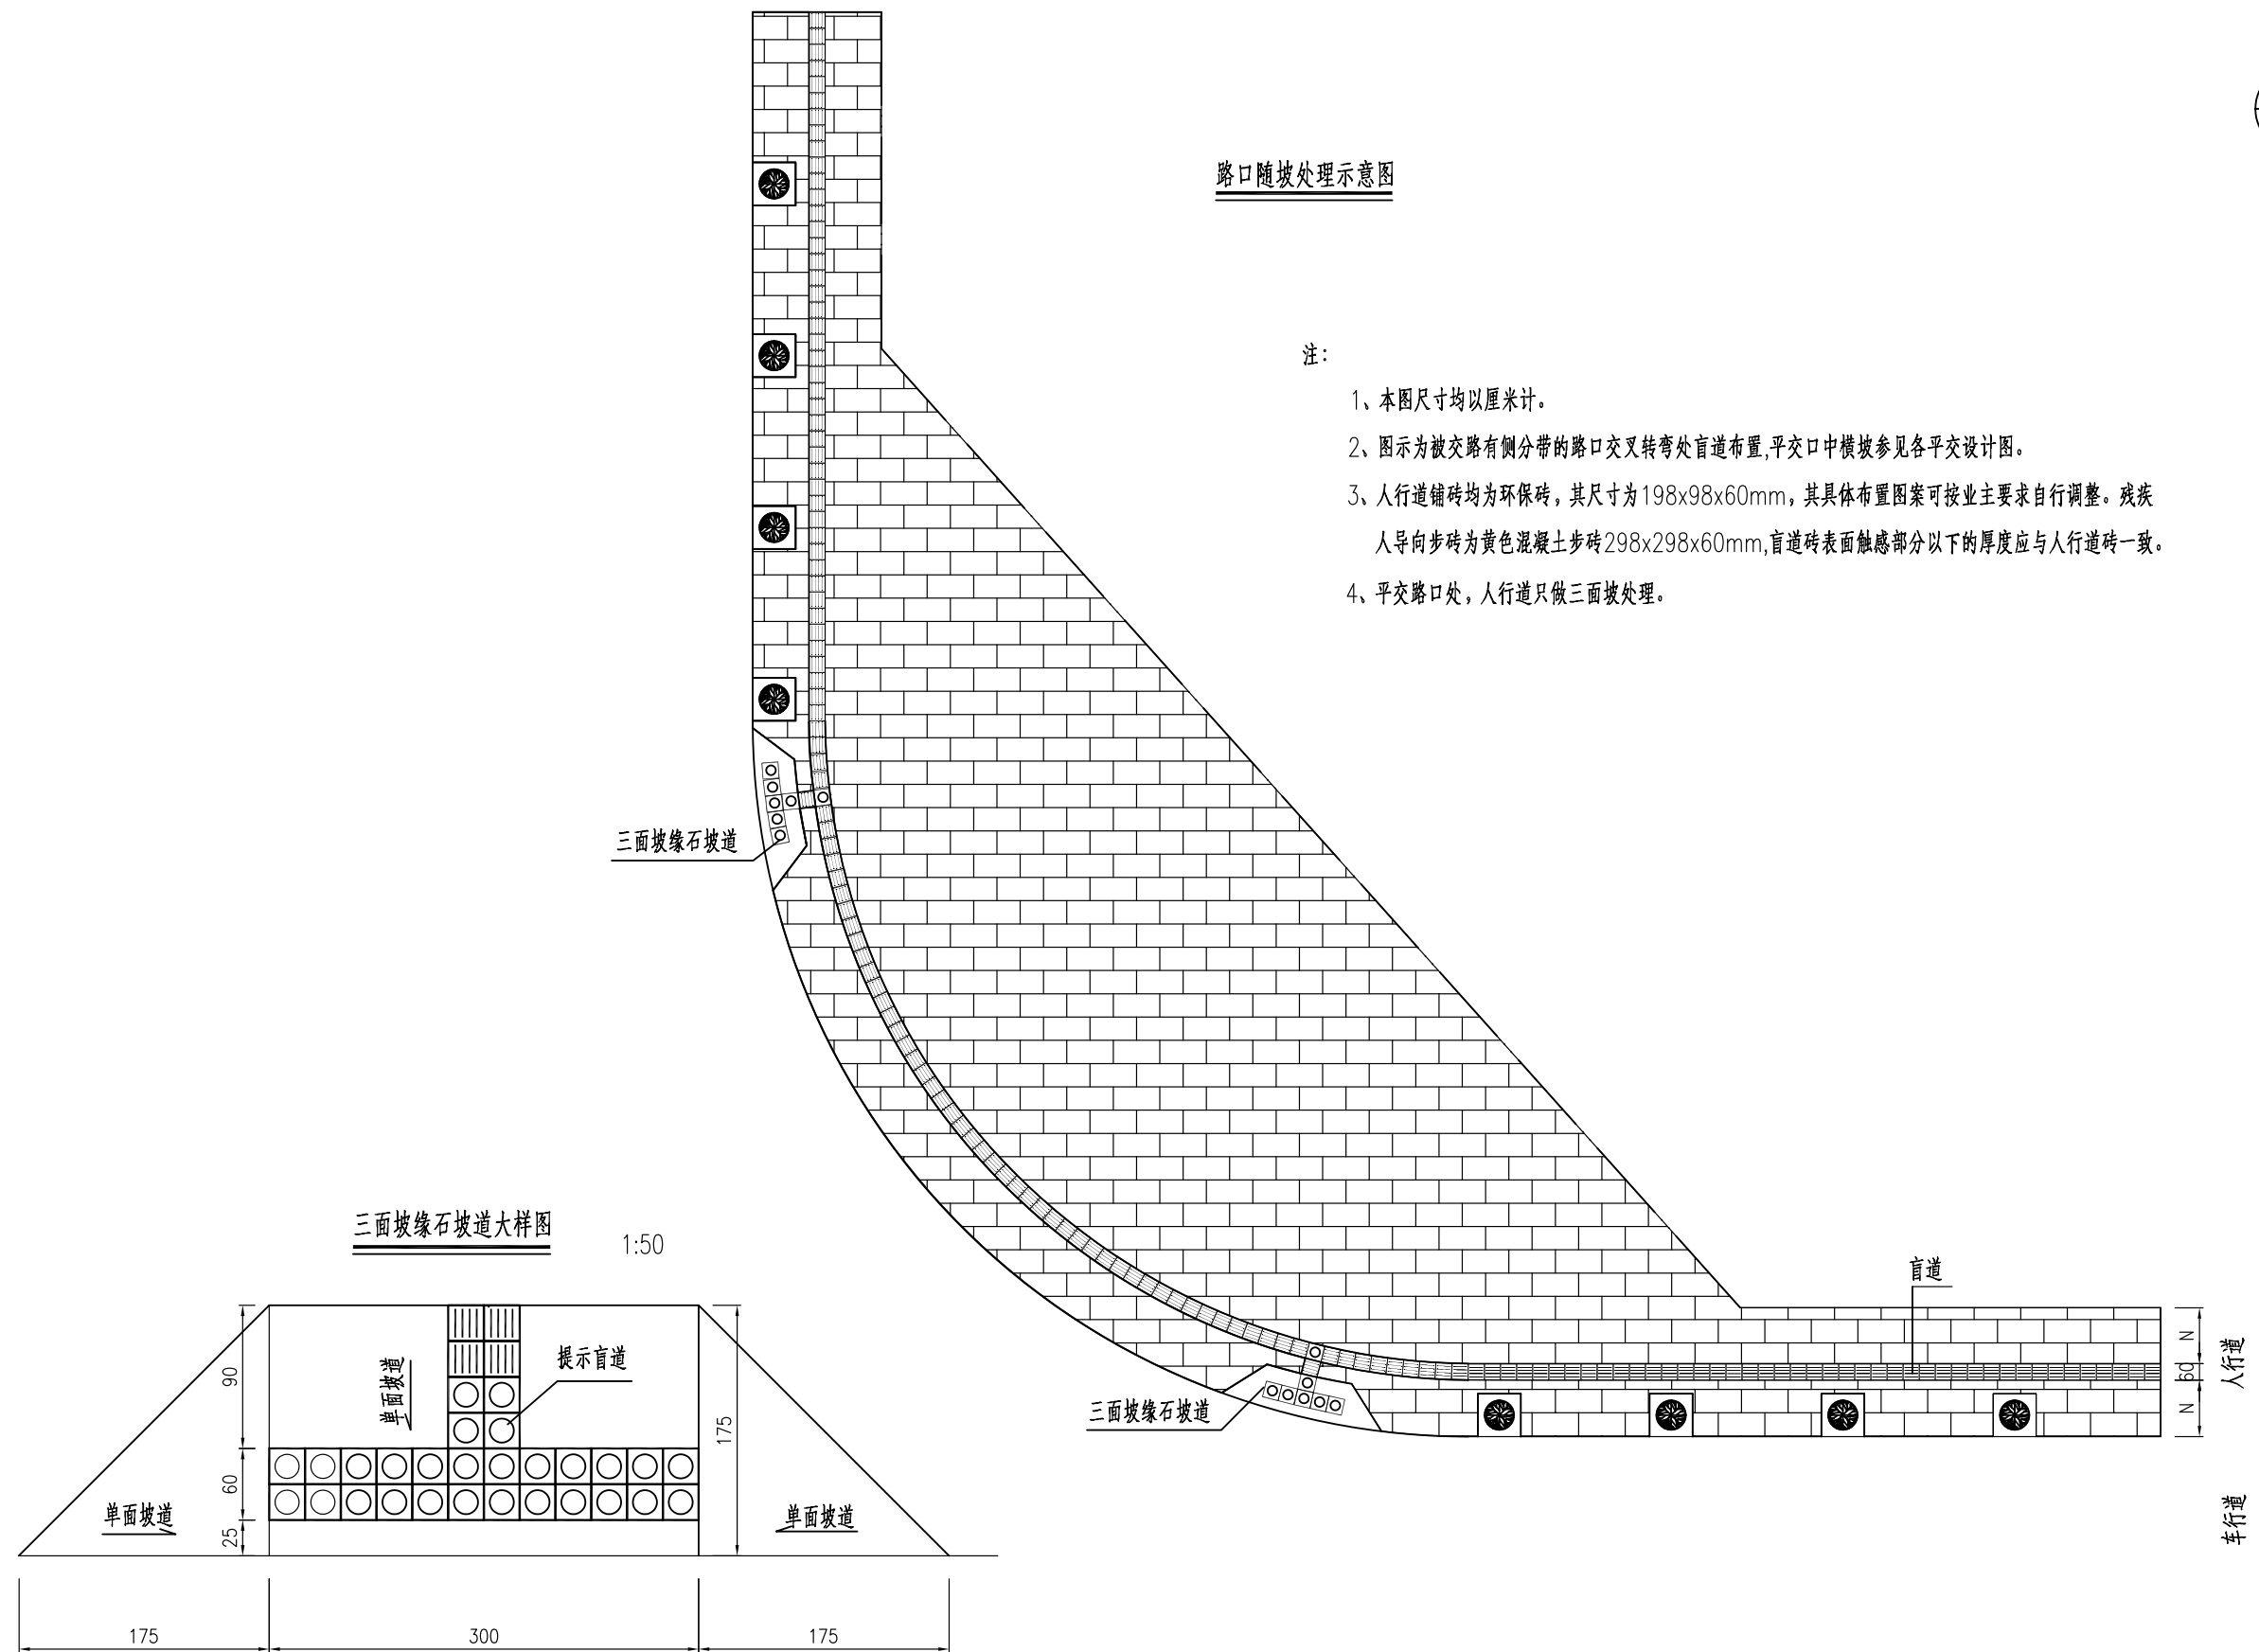 路口随坡处理示意图
注：
1、本图尺寸均以厘米计。
2、图示为被交路有侧分带的路口交叉转弯处盲道布置,平交口中横坡参见各平交设计图。
3、人行道铺砖均为环保砖，其尺寸为198x98x60mm，其具体布置图案可按业主要求自行调整。残疾
人导向步砖为黄色混凝土步砖298x298x60mm,盲道砖表面触感部分以下的厚度应与人行道砖一致。
4、平交路口处，人行道只做三面坡处理。
三面坡缘石坡道
三面坡缘石坡道
盲道
N
60
N
人行道
车行道
三面坡缘石坡道大样图
1:50
单面坡道
提示盲道
单面坡道
单面坡道
90
60
25
175
175
300
175